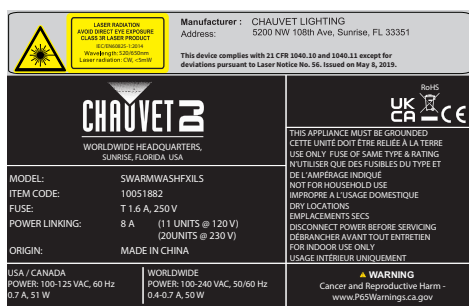 LASER RADIATION
AVOID DIRECT EYE EXPOSURE
CLASS 3R LASER PRODUCT
IEC/EN60825-1:2014
Wavelength: 520/650nm
Laser radiation: CW, <5mW
Manufacturer : CHAUVET LIGHTING
Address: 5200 NW 108th Ave, Sunrise, FL 33351
This device complies with 21 CFR 1040.10 and 1040.11 except for
deviations pursuant to Laser Notice No. 56. Issued on May 8, 2019.
CHAUVET DJ
WORLDWIDE HEADQUARTERS,
SUNRISE, FLORIDA USA
MODEL: SWARMWASHFXILS
ITEM CODE: 10051882
FUSE: T 1.6 A, 250 V
POWER LINKING: 8 A (11 UNITS @ 120 V)
(20UNITS @ 230 V)
ORIGIN: MADE IN CHINA
USA / CANADA
POWER: 100-125 VAC, 60 Hz
0.7 A, 51 W
WORLDWIDE
POWER: 100-240 VAC, 50/60 Hz
0.4-0.7 A, 50 W
RoHS
UK
CA
CE
THIS APPLIANCE MUST BE GROUNDED
CETTE UNITÉ DOIT ÊTRE RELIÉE À LA TERRE
USE ONLY FUSE OF SAME TYPE & RATING
N'UTILISER QUE DES FUSIBLES DU TYPE ET
DE L'AMPÉRAGE INDIQUÉ
NOT FOR HOUSEHOLD USE
IMPROPRE A L'USAGE DOMESTIQUE
DRY LOCATIONS
EMPLACEMENTS SECS
DISCONNECT POWER BEFORE SERVICING
DÉBRANCHER AVANT TOUT ENTRETIEN
FOR INDOOR USE ONLY
USAGE INTÉRIEUR UNIQUEMENT
WARNING
Cancer and Reproductive Harm -
www.P65Warnings.ca.gov